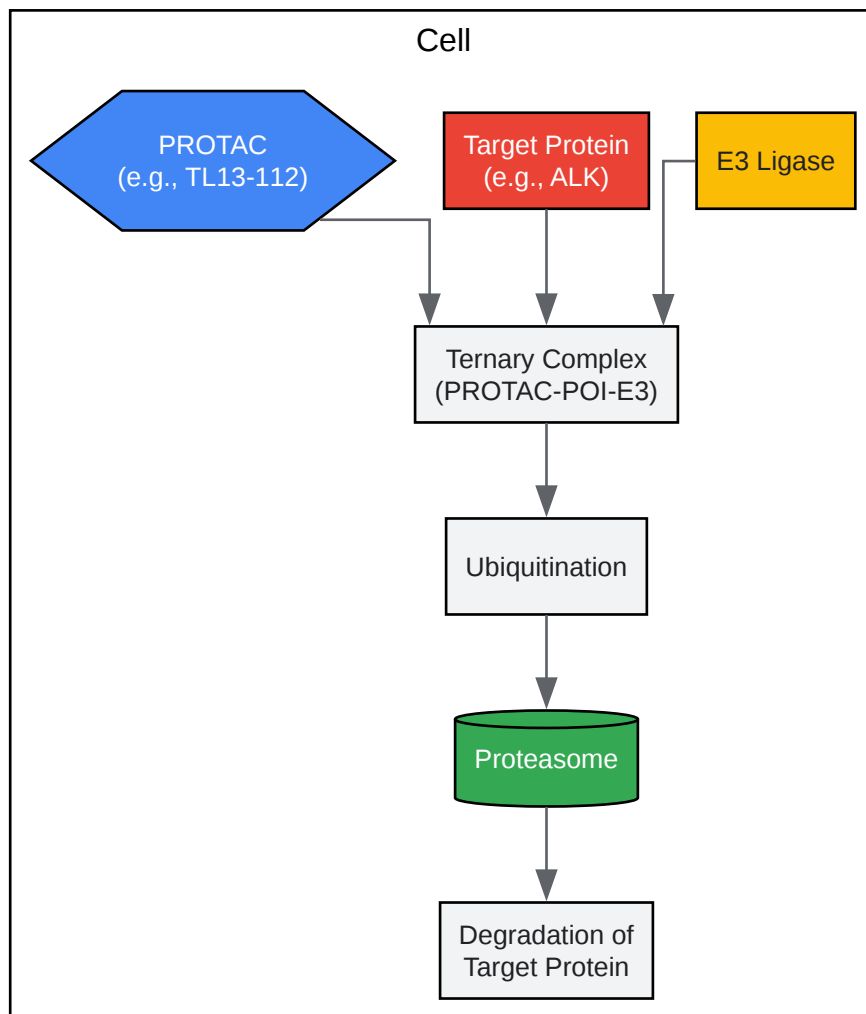 Cell
PROTAC
(e.g., TL13-112)
Target Protein
(e.g., ALK)
E3 Ligase
Ternary Complex
(PROTAC-POI-E3)
Ubiquitination
Proteasome
Degradation of
Target Protein